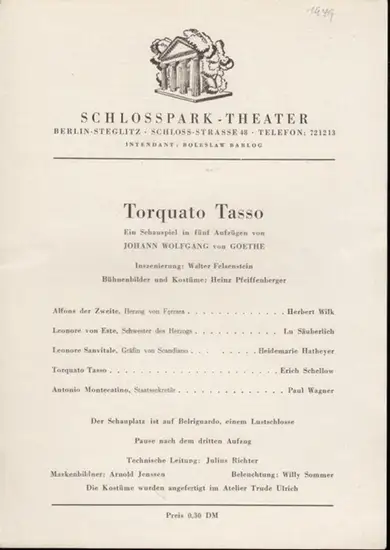 1949
SCHLOSSPARK-THEATER
BERLIN-STEGLITZ · SCHLOSS-STRASSE 48 · TELEFON: 721213
INTENDANT: BOLESLAW BARLOG
Torquato Tasso
Ein Schauspiel in fünf Aufzügen von
JOHANN WOLFGANG von GOETHE
Inszenierung: Walter Felsenstein
Bühnenbilder und Kostüme: Heinz Pfeiffenberger
Alfons der Zweite, Herzog von Ferrara . . . . . . . . . . . Herbert Wilk
Leonore von Este, Schwester des Herzogs . . . . . . . . . . Lu Säuberlich
Leonore Sanvitale, Gräfin von Scandiano . . . . . . . Heidemarie Hatheyer
Torquato Tasso . . . . . . . . . . . . . . . . . . . Erich Schellow
Antonio Montecatino, Staatssekretär . . . . . . . . . . . . Paul Wagner
Der Schauplatz ist auf Belriguardo, einem Lustschlosse
Pause nach dem dritten Aufzug
Technische Leitung: Julius Richter
Maskenbildner: Arnold Jenssen Beleuchtung: Willy Sommer
Die Kostüme wurden angefertigt im Atelier Trude Ulrich
Preis 0,30 DM